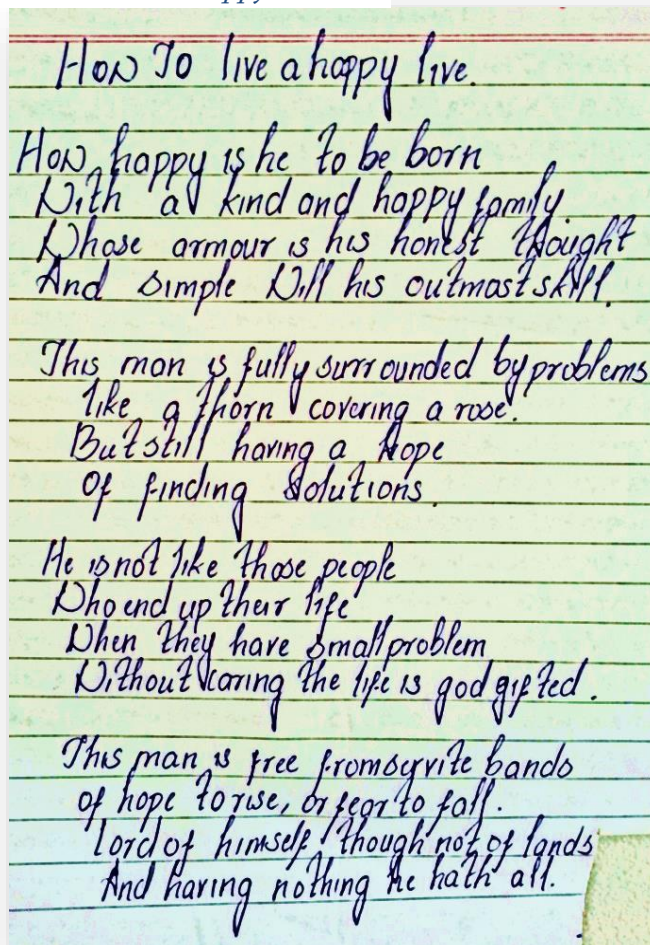 How To live a happy live.
How happy is he to be born
With a kind and happy family.
Whose armour is his honest thought
And simple Will his outmost skill.
This man is fully surrounded by problems
like a thorn covering a rose.
But still having a hope
Of finding solutions.
He is not like those people
Who end up their life
When they have small problem
Without caring the life is god gifted.
This man is free from servite bands
of hope to rise, or fear to fall.
lord of himself, though not of lands
And having nothing he hath all.